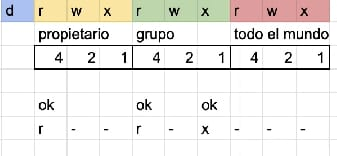 d r w x r w x r w x
propietario grupo todo el mundo
4 2 1 4 2 1 4 2 1
ok ok ok
r - - r - x - - -